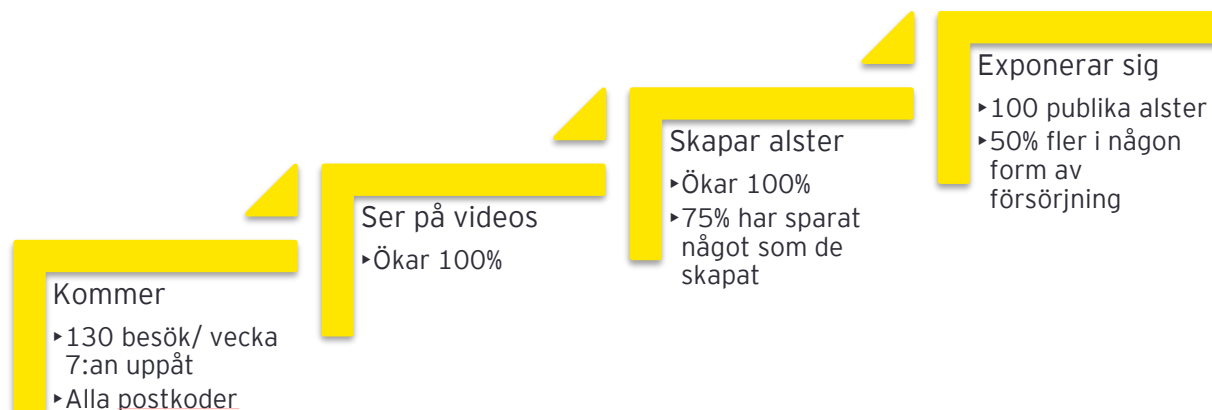 Kommer
▸130 besök/ vecka
7:an uppåt
▸Alla postkoder
Ser på videos
▸Ökar 100%
Skapar alster
▸Ökar 100%
▸75% har sparat
något som de
skapat
Exponerar sig
▸100 publika alster
▸50% fler i någon
form av
försörjning